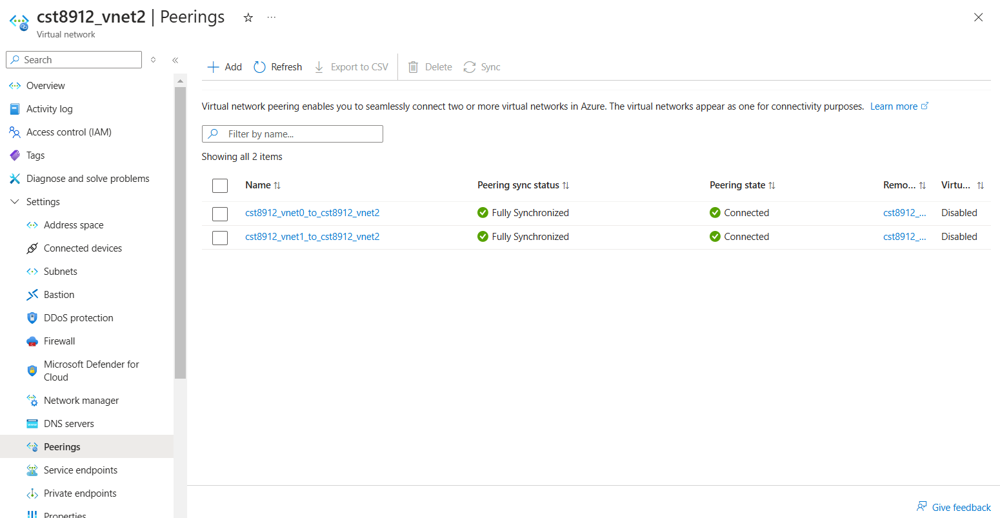 cst8912_vnet2 | Peerings
Virtual network
Search
Overview
Activity log
Access control (IAM)
Tags
Diagnose and solve problems
Settings
Address space
Connected devices
Subnets
Bastion
DDoS protection
Firewall
Microsoft Defender for
Cloud
Network manager
DNS servers
Peerings
Service endpoints
Private endpoints
Properties
Add Refresh Export to CSV Delete Sync
Virtual network peering enables you to seamlessly connect two or more virtual networks in Azure. The virtual networks appear as one for connectivity purposes. Learn more
Filter by name...
Showing all 2 items
Name Peering sync status Peering state Remo... Virtu...
cst8912_vnet0_to_cst8912_vnet2 Fully Synchronized Connected cst8912_... Disabled
cst8912_vnet1_to_cst8912_vnet2 Fully Synchronized Connected cst8912_... Disabled
Give feedback